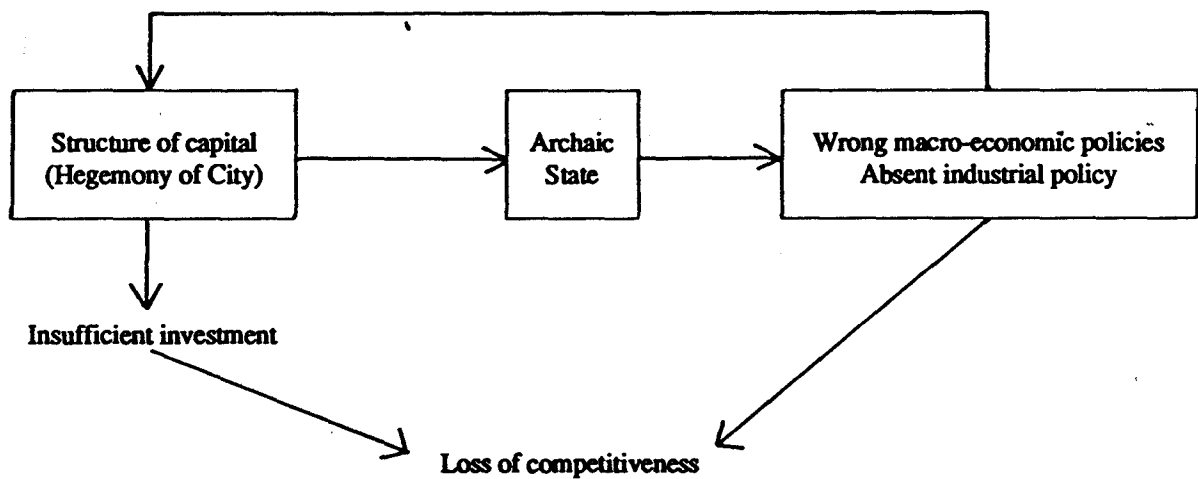 Structure of capital
(Hegemony of City)
Archaic
State
Wrong macro-economic policies
Absent industrial policy
Insufficient investment
Loss of competitiveness